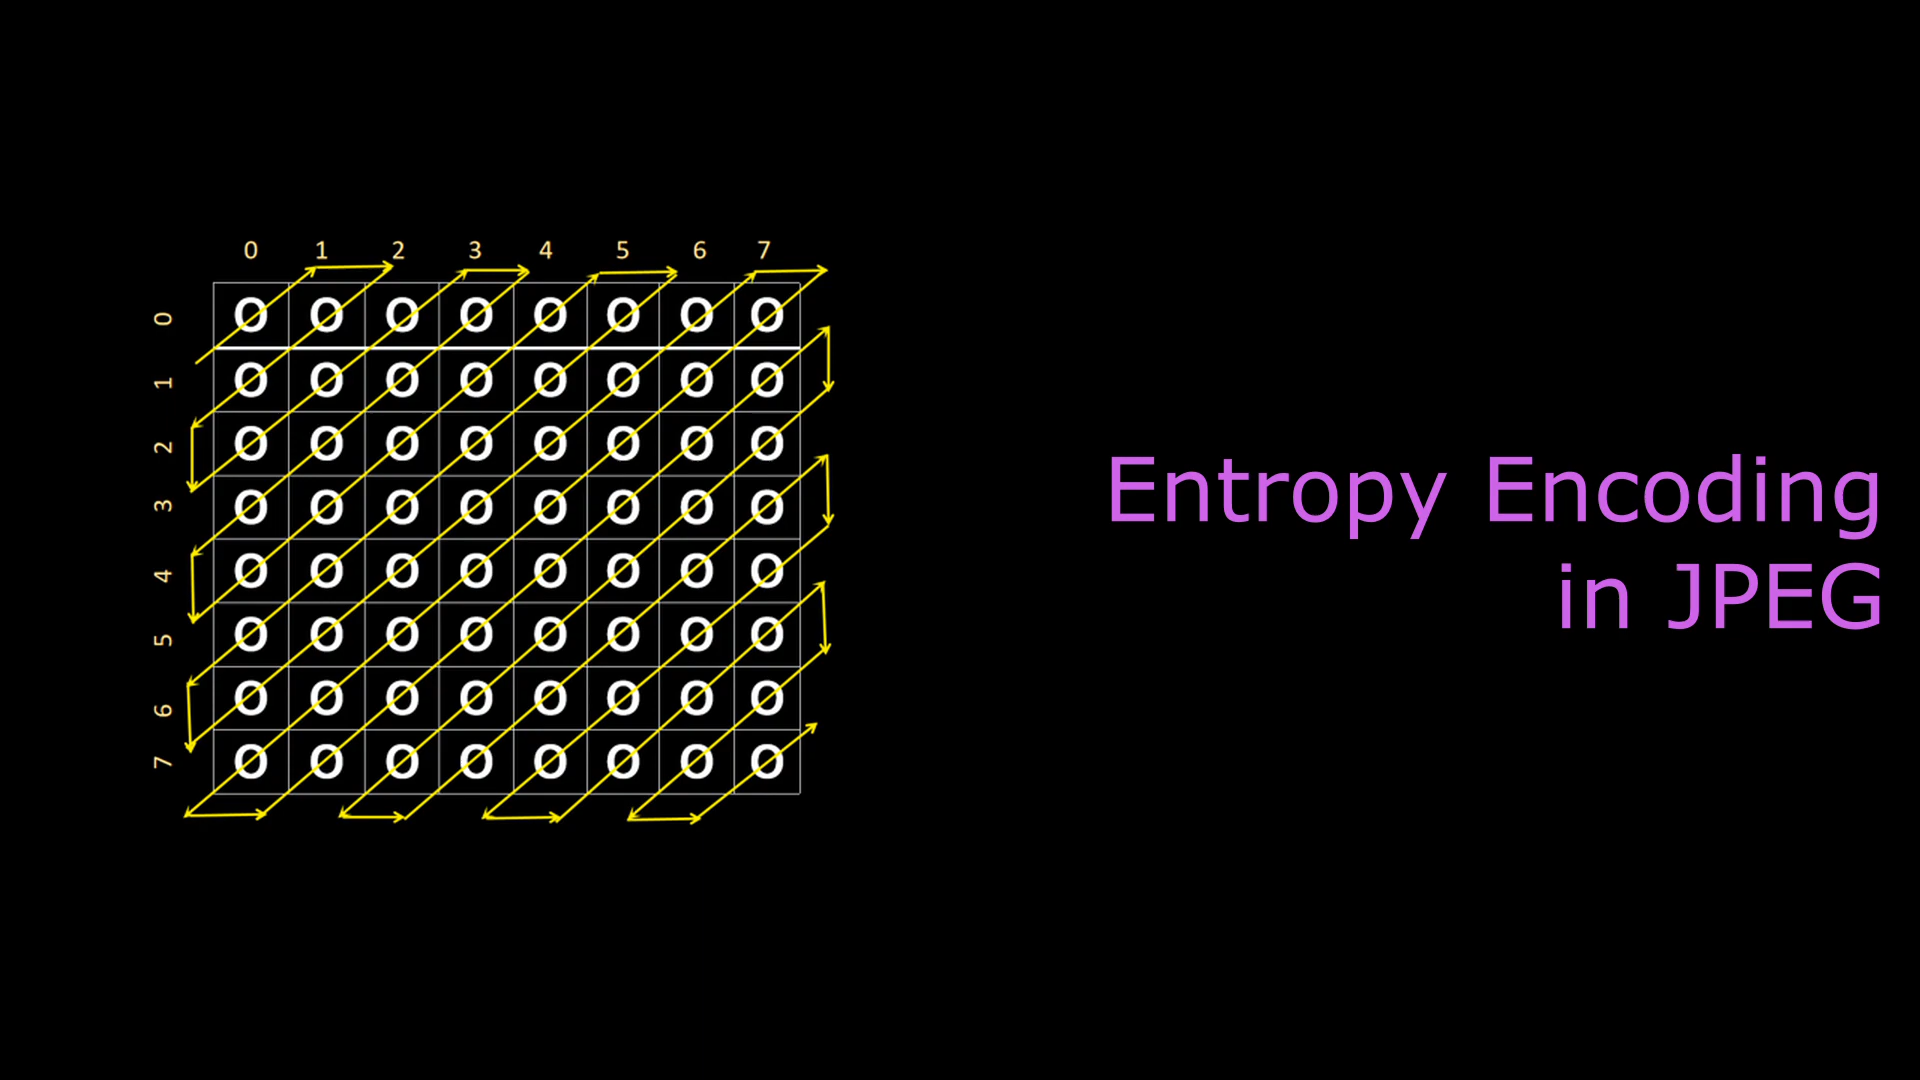 0 1 2 3 4 5 6 7
0 O O O O O O O O
1 O O O O O O O O
2 O O O O O O O O
3 O O O O O O O O
4 O O O O O O O O
5 O O O O O O O O
6 O O O O O O O O
7 O O O O O O O O
Entropy Encoding
in JPEG